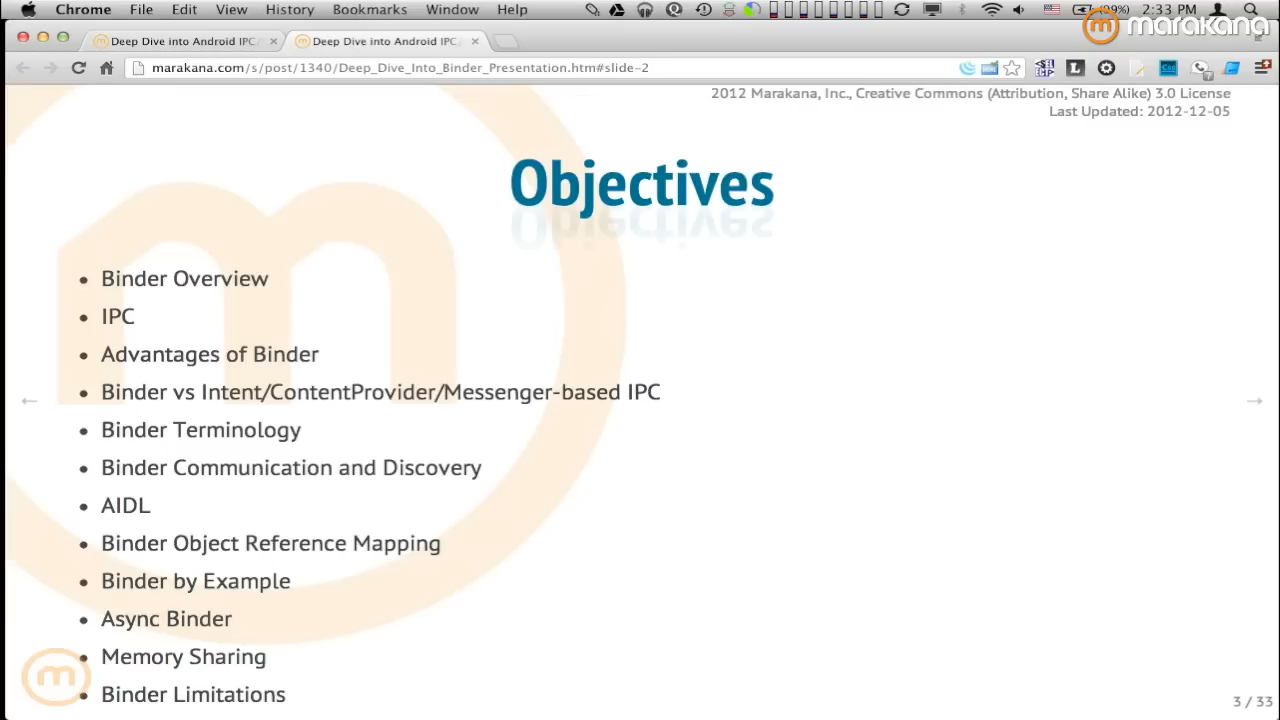 Chrome File Edit View History Bookmarks Window Help (99%) 2:33 PM
marakana
Deep Dive into Android IPC/ Deep Dive into Android IPC/
marakana.com/s/post/1340/Deep_Dive_Into_Binder_Presentation.htm#slide-2
2012 Marakana, Inc., Creative Commons (Attribution, Share Alike) 3.0 License
Last Updated: 2012-12-05
Objectives
• Binder Overview
• IPC
• Advantages of Binder
• Binder vs Intent/ContentProvider/Messenger-based IPC
• Binder Terminology
• Binder Communication and Discovery
• AIDL
• Binder Object Reference Mapping
• Binder by Example
• Async Binder
• Memory Sharing
• Binder Limitations
3 / 33